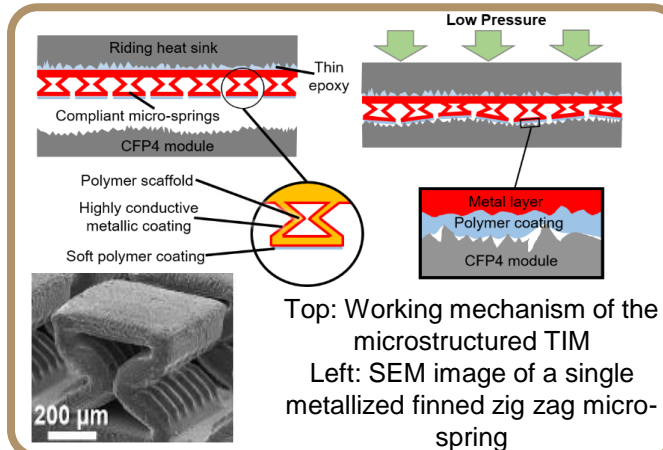 Low Pressure
Riding heat sink
Thin
epoxy
Compliant micro-springs
CFP4 module
Polymer scaffold
Highly conductive
metallic coating
Soft polymer coating
Metal layer
Polymer coating
CFP4 module
200 μm
Top: Working mechanism of the
microstructured TIM
Left: SEM image of a single
metallized finned zig zag micro-
spring